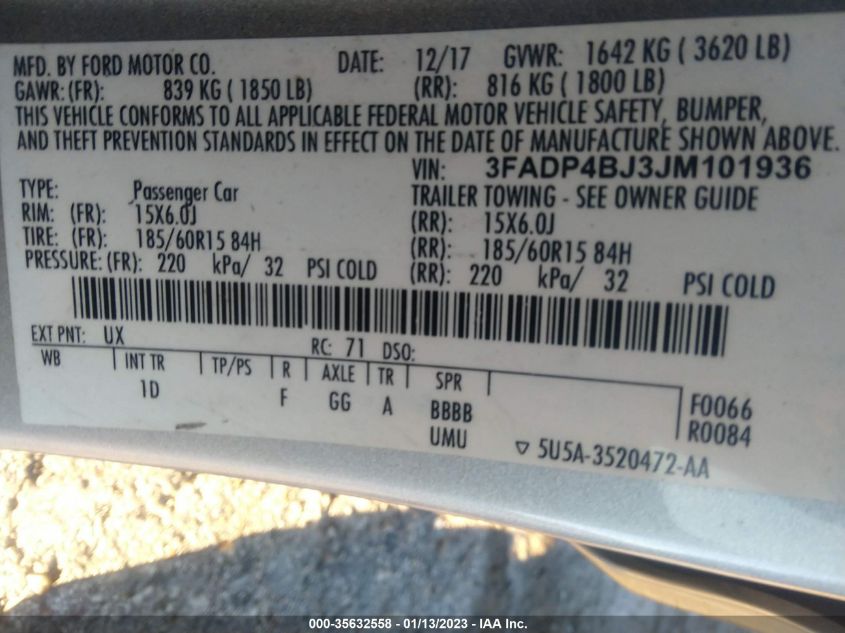 MFD. BY FORD MOTOR CO. DATE: 12/17 GVWR: 1642 KG ( 3620 LB)
GAWR: (FR): 839 KG ( 1850 LB) (RR): 816 KG ( 1800 LB)
THIS VEHICLE CONFORMS TO ALL APPLICABLE FEDERAL MOTOR VEHICLE SAFETY, BUMPER,
AND THEFT PREVENTION STANDARDS IN EFFECT ON THE DATE OF MANUFACTURE SHOWN ABOVE.
VIN: 3FADP4BJ3JM101936
TYPE: Passenger Car TRAILER TOWING - SEE OWNER GUIDE
RIM: (FR): 15X6.0J (RR): 15X6.0J
TIRE: (FR): 185/60R15 84H (RR): 185/60R15 84H
PRESSURE: (FR): 220 kPa/ 32 PSI COLD (RR): 220 kPa/ 32 PSI COLD
EXT PNT: UX RC: 71 DSO:
WB INT TR TP/PS R AXLE TR SPR
1D F GG A BBBB F0066
UMU R0084
▽ 5U5A-3520472-AA
000-35632558 - 01/13/2023 - IAA Inc.